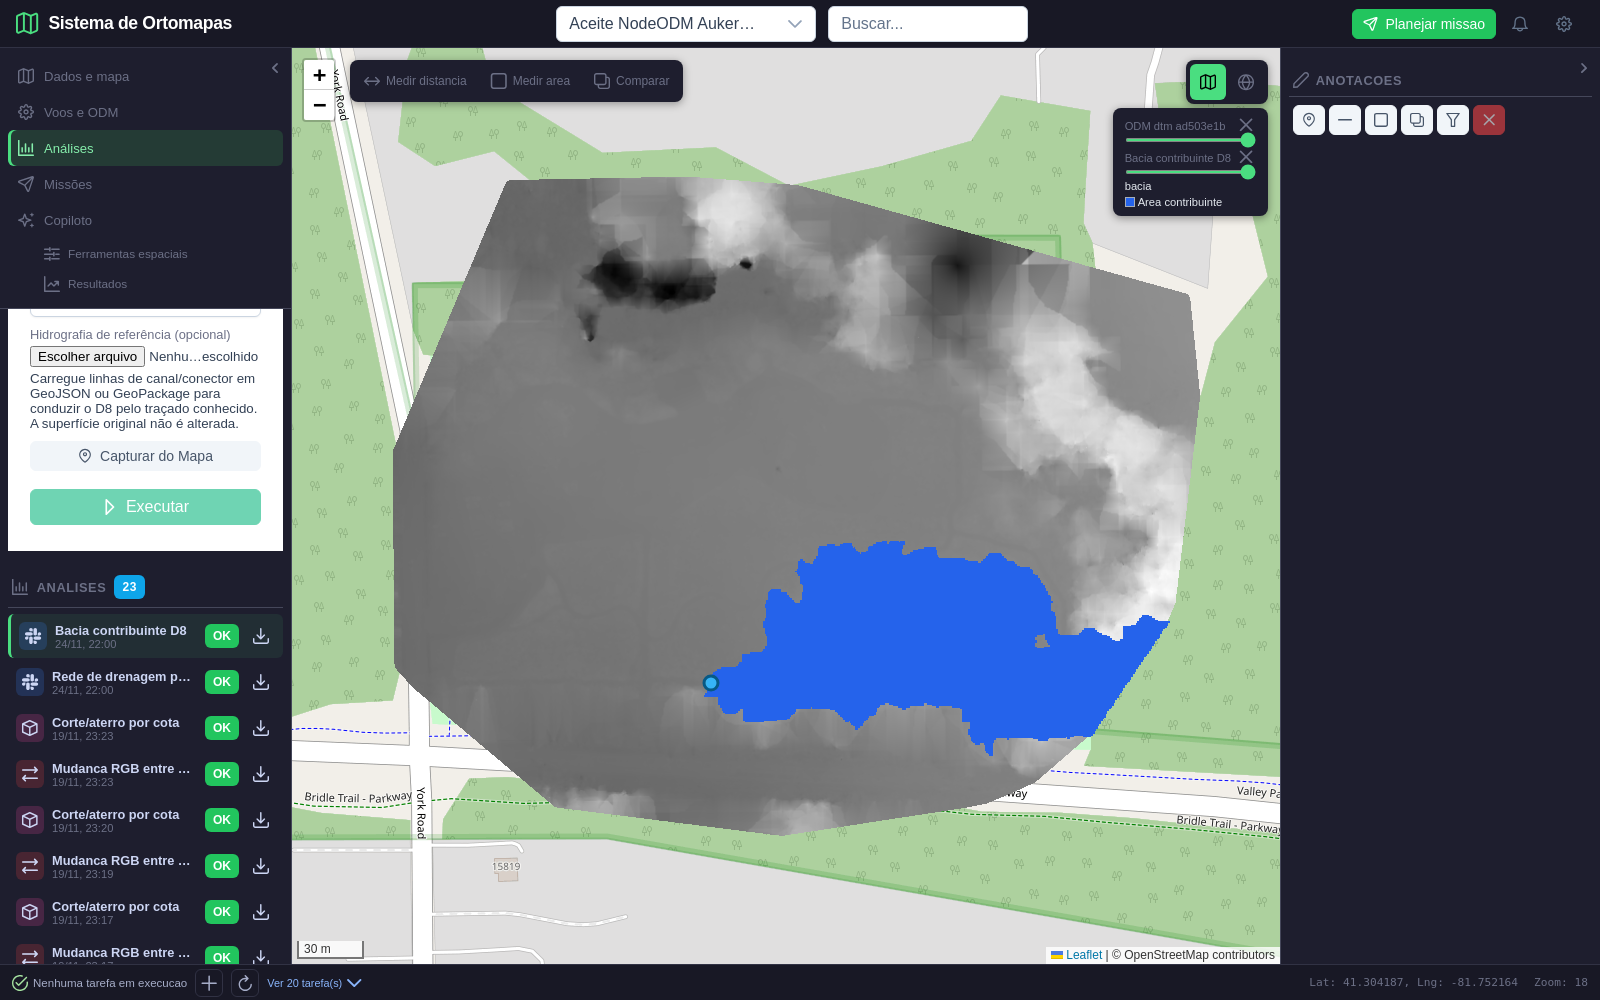 Sistema de Ortomapas
Aceite NodeODM Auker…
Buscar...
Planejar missao
Dados e mapa
Voos e ODM
Análises
Missões
Copiloto
Ferramentas espaciais
Resultados
Hidrografia de referência (opcional)
Escolher arquivo Nenhu…escolhido
Carregue linhas de canal/conector em
GeoJSON ou GeoPackage para
conduzir o D8 pelo traçado conhecido.
A superfície original não é alterada.
Capturar do Mapa
Executar
ANALISES 23
Bacia contribuinte D8
24/11, 22:00
OK
Rede de drenagem p…
24/11, 22:00
OK
Corte/aterro por cota
19/11, 23:23
OK
Mudanca RGB entre …
19/11, 23:23
OK
Corte/aterro por cota
19/11, 23:20
OK
Mudanca RGB entre …
19/11, 23:19
OK
Corte/aterro por cota
19/11, 23:17
OK
Mudanca RGB entre …
19/11, 23:17
OK
+
−
Medir distancia
Medir area
Comparar
York Road
ODM dtm ad503e1b
Bacia contribuinte D8
bacia
Area contribuinte
Bridle Trail - Parkway
York Road
way
Valley Pa
Bridle Trail - Parkway
15819
30 m
Leaflet | © OpenStreetMap contributors
ANOTACOES
Nenhuma tarefa em execucao
Ver 20 tarefa(s)
Lat: 41.304187, Lng: -81.752164 Zoom: 18